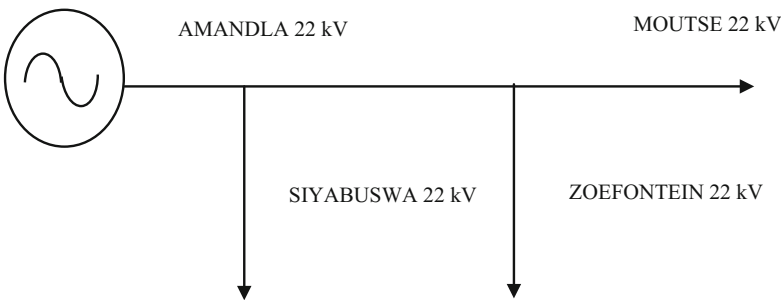 AMANDLA 22 kV
MOUTSE 22 kV
SIYABUSWA 22 kV
ZOEFONTEIN 22 kV